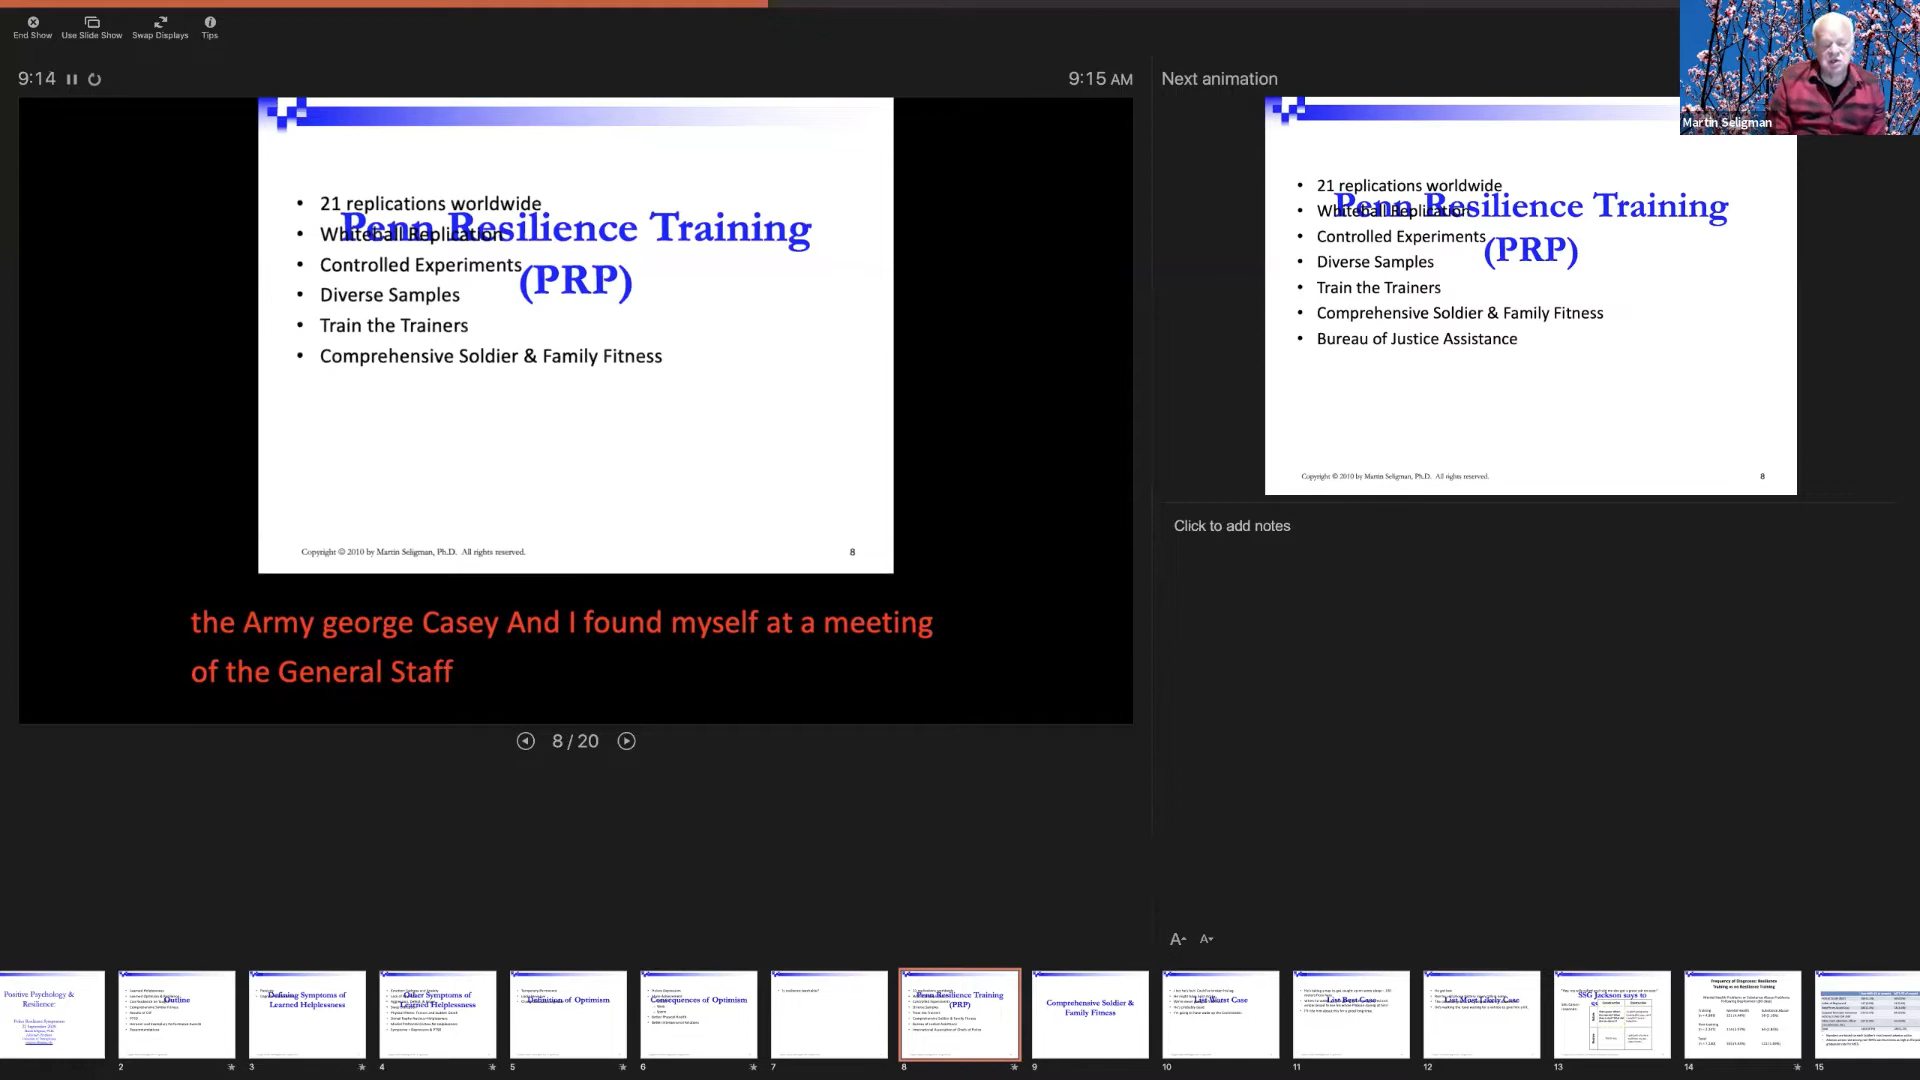 End Show
Use Slide Show
Swap Displays
Tips
9:14
9:15 AM
Next animation
Martin Seligman
Penn Resilience Training
(PRP)
• 21 replications worldwide
• Whitehall Replication
• Controlled Experiments
• Diverse Samples
• Train the Trainers
• Comprehensive Soldier & Family Fitness
Copyright © 2010 by Martin Seligman, Ph.D. All rights reserved.
8
the Army george Casey And I found myself at a meeting
of the General Staff
8 / 20
Penn Resilience Training
(PRP)
• 21 replications worldwide
• Whitehall Replication
• Controlled Experiments
• Diverse Samples
• Train the Trainers
• Comprehensive Soldier & Family Fitness
• Bureau of Justice Assistance
Copyright © 2010 by Martin Seligman, Ph.D. All rights reserved.
8
Click to add notes
Positive Psychology &
Resilience:
Outline
Defining Symptoms of
Learned Helplessness
Other Symptoms of
Learned Helplessness
Definition of Optimism
Consequences of Optimism
Penn Resilience Training
(PRP)
Comprehensive Soldier &
Family Fitness
List Worst Case
List Best Case
List Most Likely Case
SSG Jackson says to
2
3
4
5
6
7
8
9
10
11
12
13
14
15